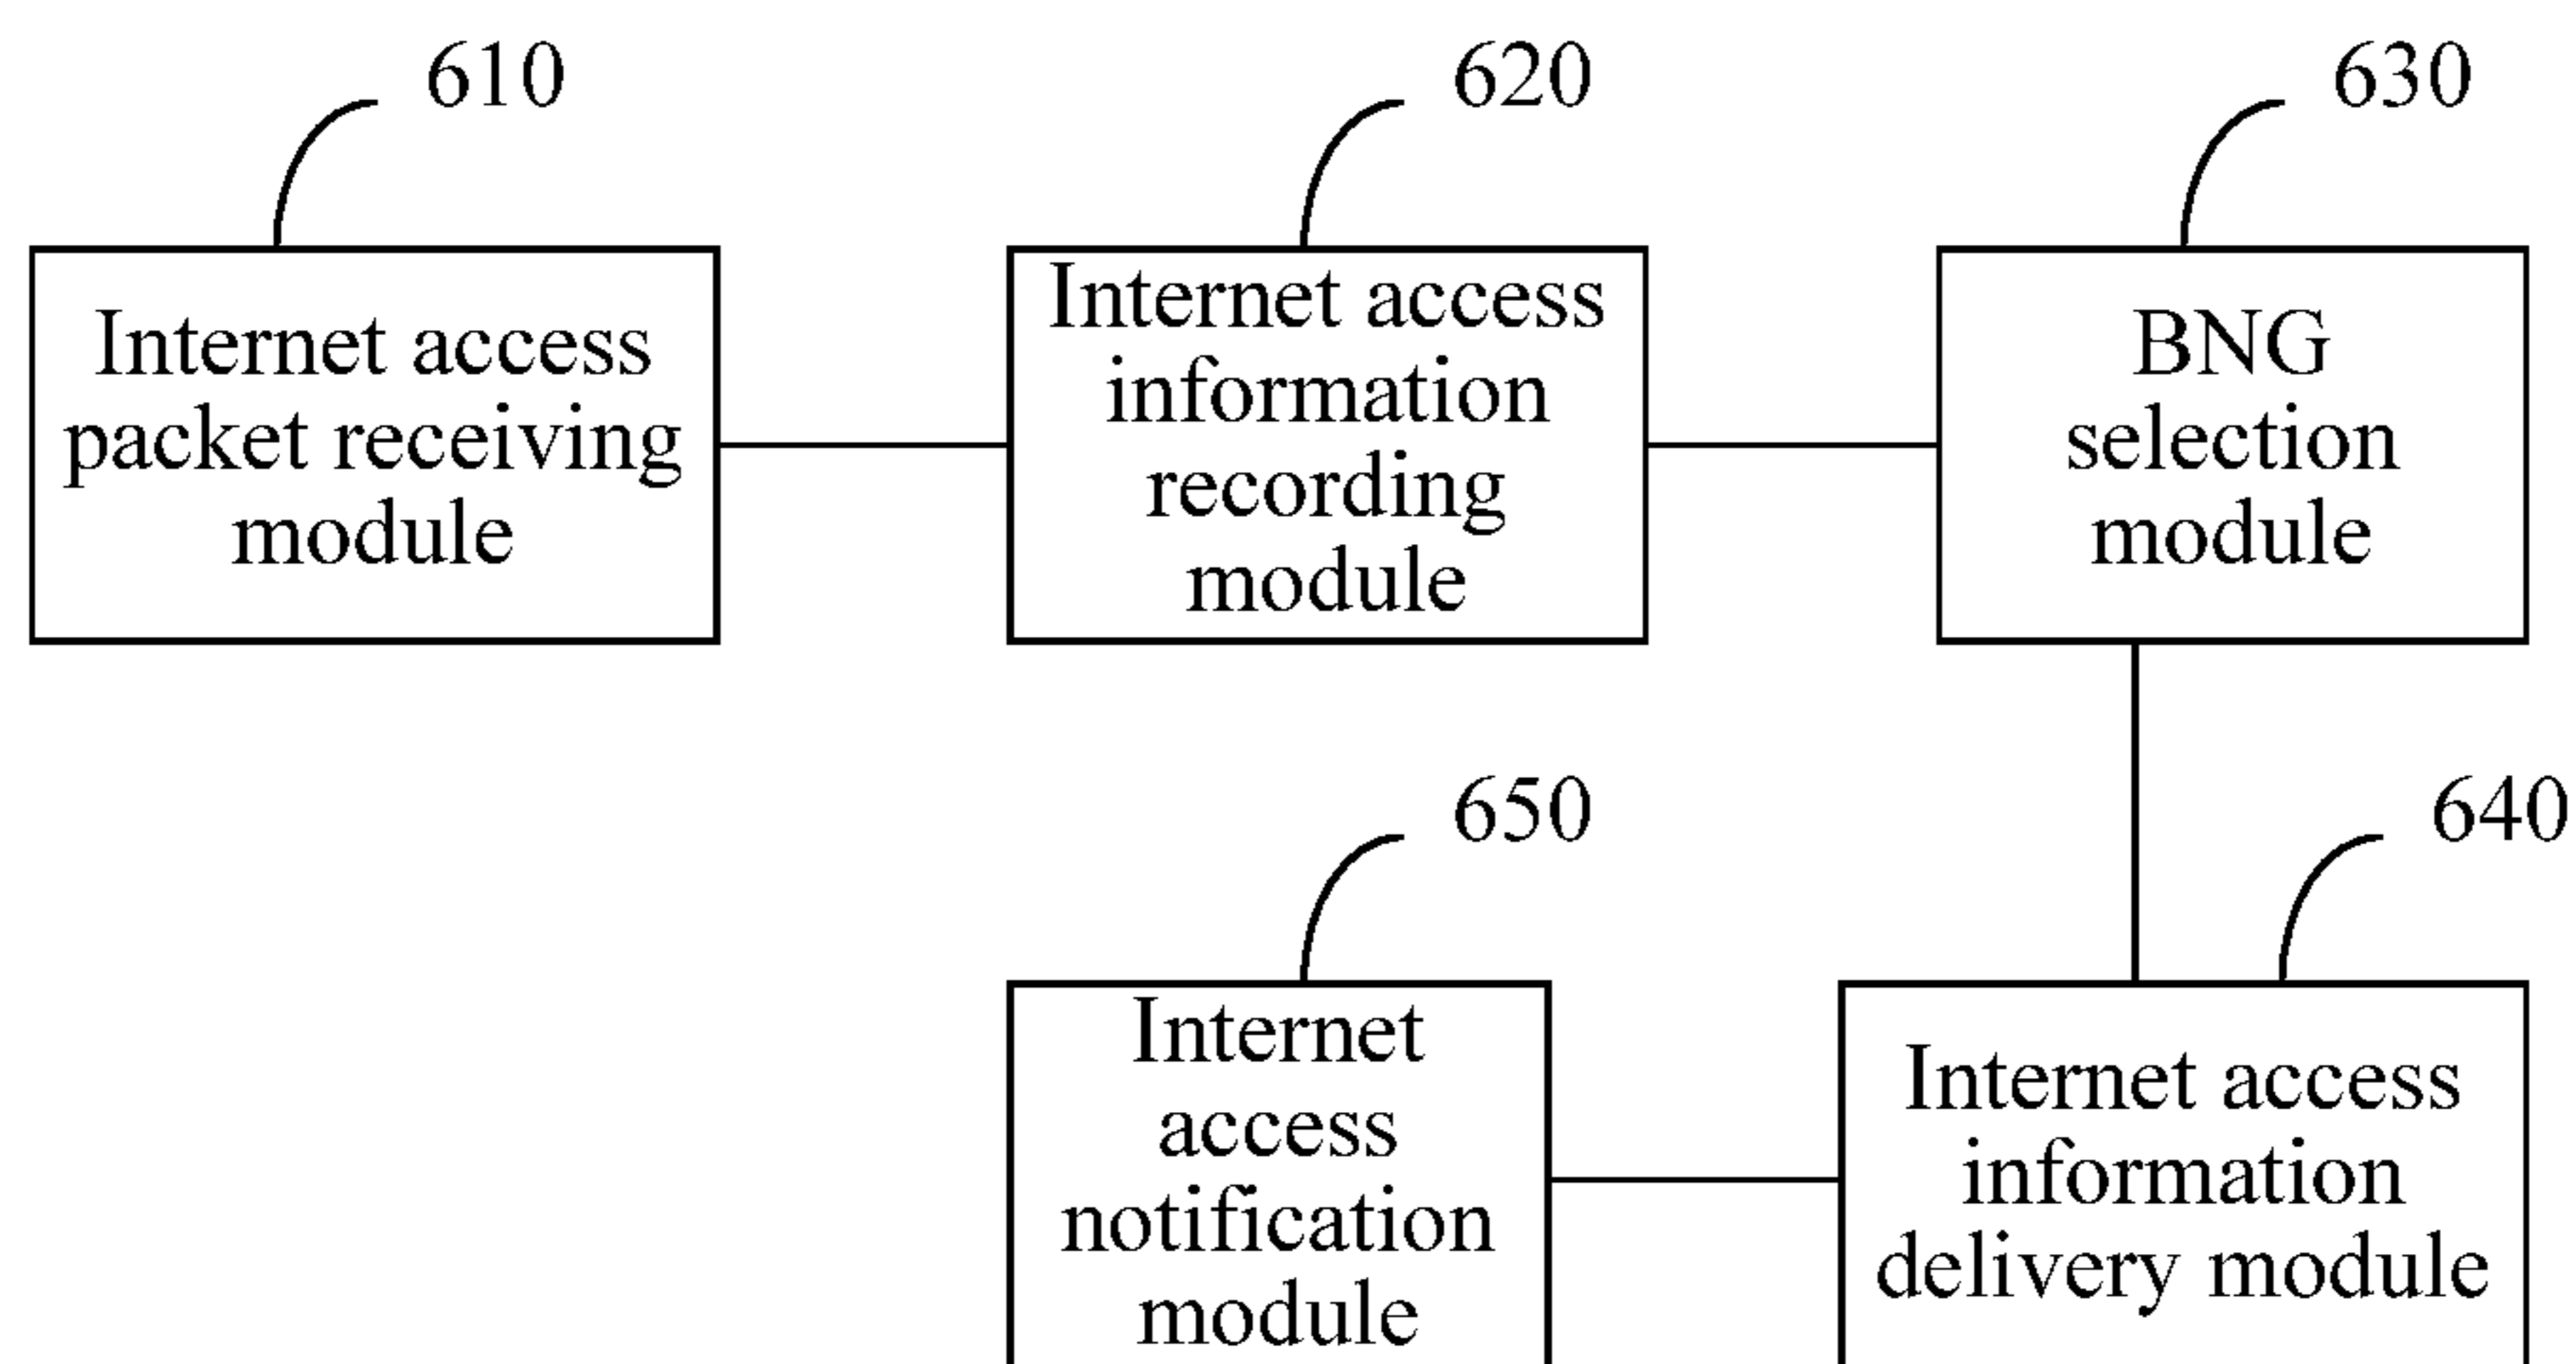 610
620
630
Internet access
packet receiving
module
Internet access
information
recording
module
BNG
selection
module
650
640
Internet
access
notification
module
Internet access
information
delivery module